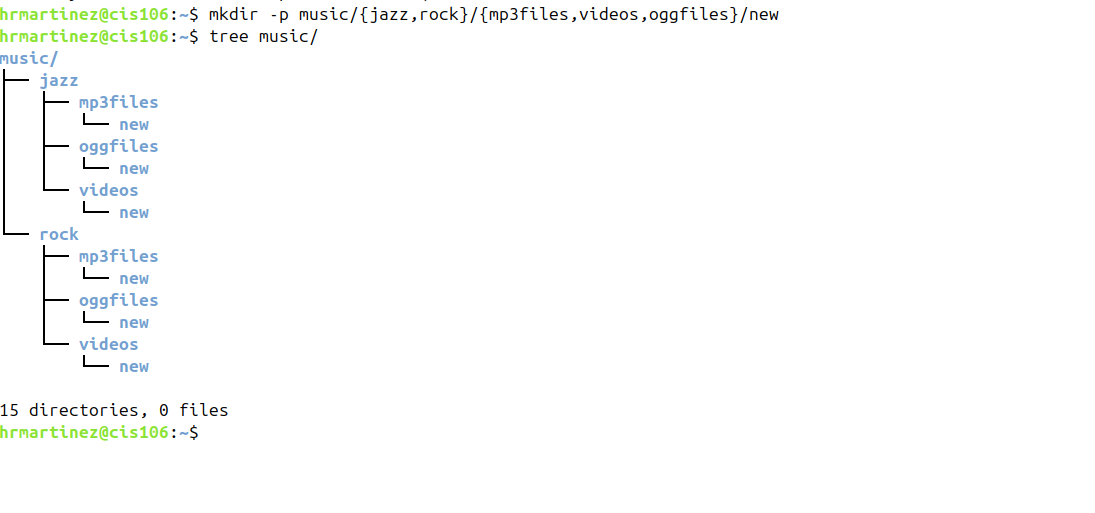 hrmartinez@cis106:~$ mkdir -p music/{jazz,rock}/{mp3files,videos,oggfiles}/new
hrmartinez@cis106:~$ tree music/
music/
├── jazz
│   ├── mp3files
│   │   └── new
│   ├── oggfiles
│   │   └── new
│   └── videos
│       └── new
└── rock
    ├── mp3files
    │   └── new
    ├── oggfiles
    │   └── new
    └── videos
        └── new

15 directories, 0 files
hrmartinez@cis106:~$